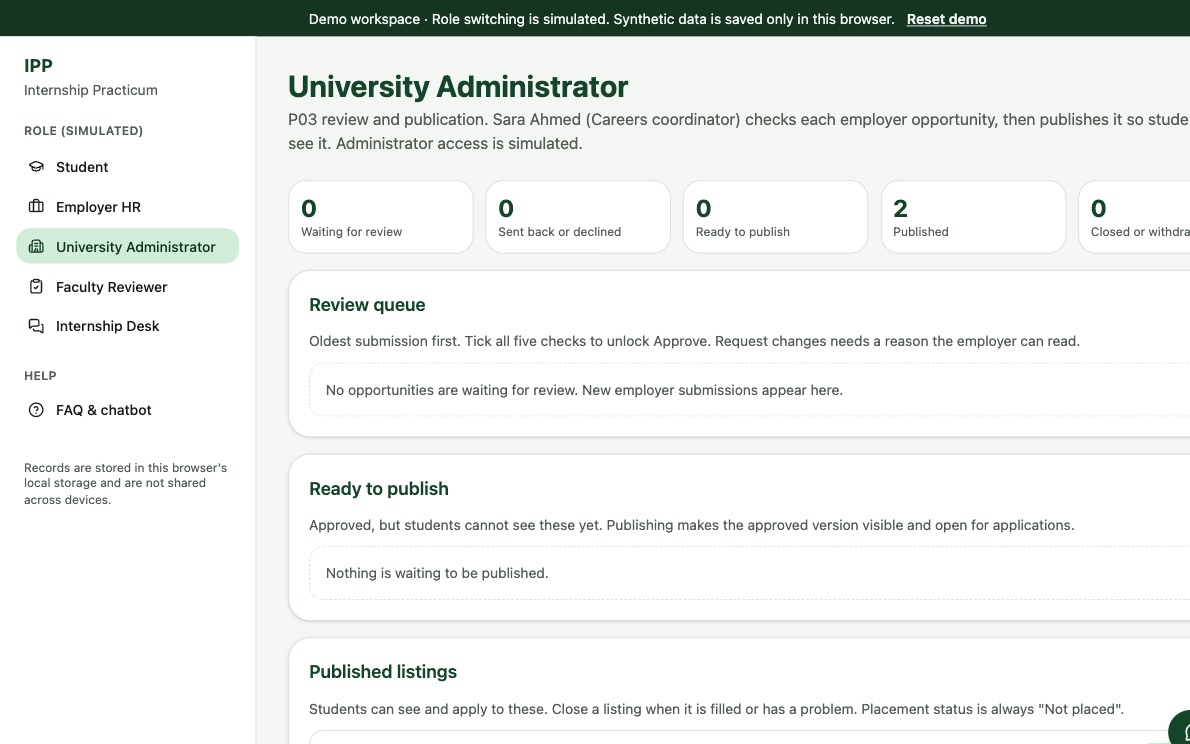 Demo workspace · Role switching is simulated. Synthetic data is saved only in this browser. Reset demo
IPP
Internship Practicum
ROLE (SIMULATED)
Student
Employer HR
University Administrator
Faculty Reviewer
Internship Desk
HELP
FAQ & chatbot
Records are stored in this browser's
local storage and are not shared
across devices.
University Administrator
P03 review and publication. Sara Ahmed (Careers coordinator) checks each employer opportunity, then publishes it so
see it. Administrator access is simulated.
0
Waiting for review
0
Sent back or declined
0
Ready to publish
2
Published
0
Closed or
Review queue
Oldest submission first. Tick all five checks to unlock Approve. Request changes needs a reason the employer can read.
No opportunities are waiting for review. New employer submissions appear here.
Ready to publish
Approved, but students cannot see these yet. Publishing makes the approved version visible and open for applications.
Nothing is waiting to be published.
Published listings
Students can see and apply to these. Close a listing when it is filled or has a problem. Placement status is always "Not placed".